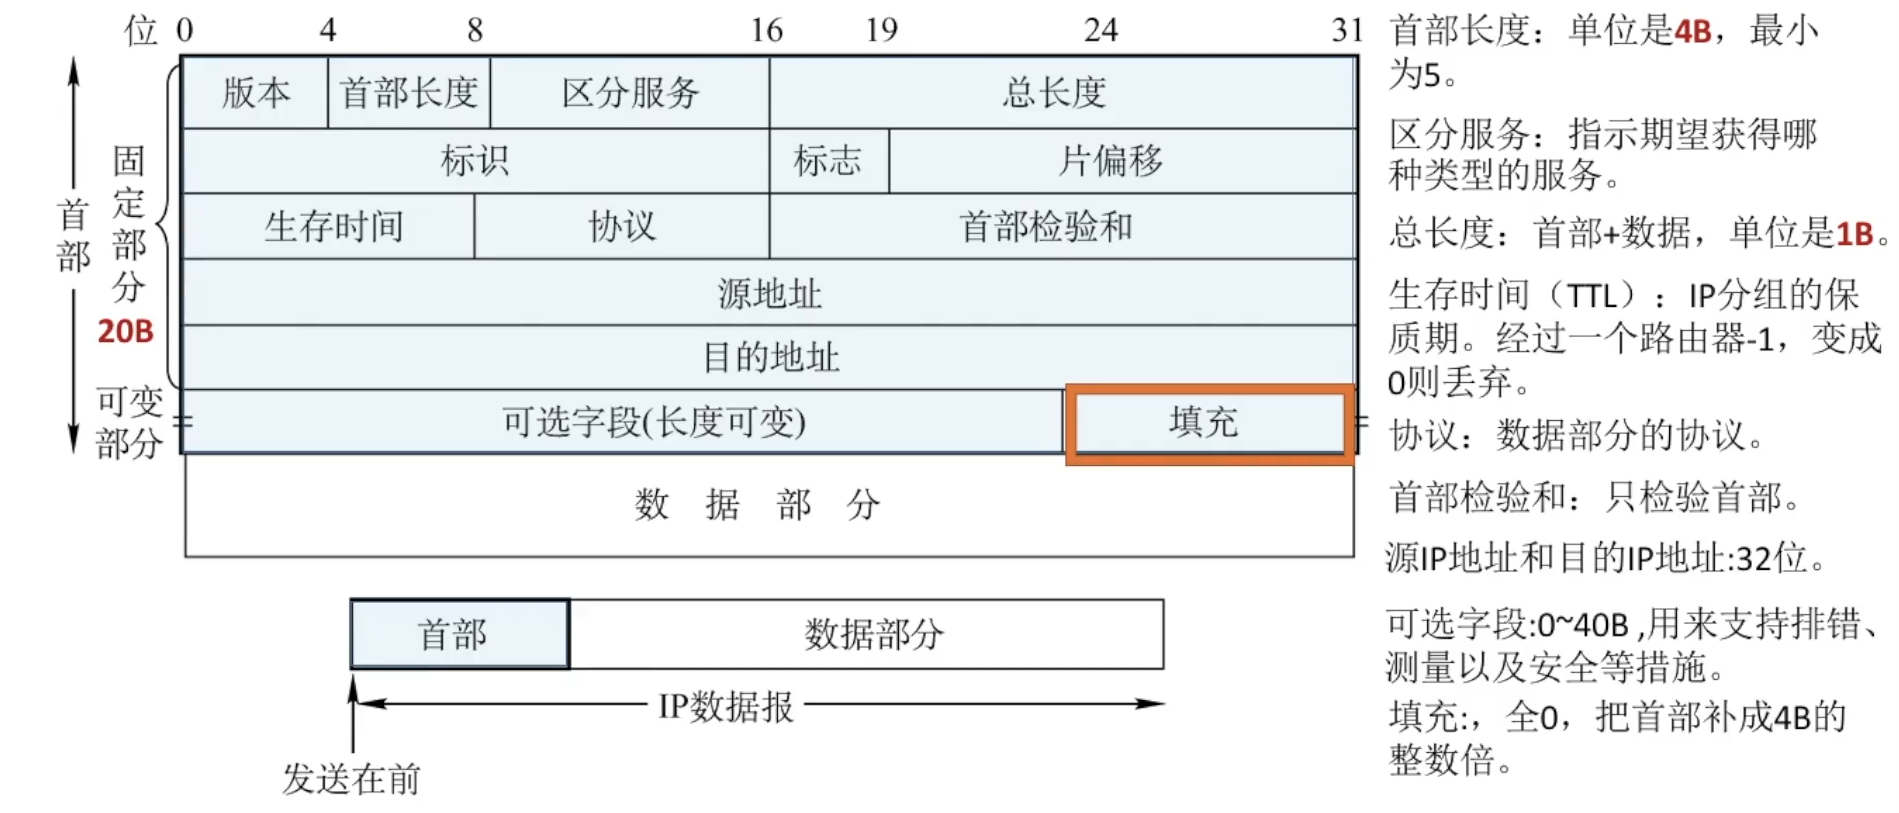 位 0 4 8 16 19 24 31
版本 首部长度 区分服务 总长度
标识 标志 片偏移
生存时间 协议 首部检验和
源地址
目的地址
可选字段(长度可变) 填充
数 据 部 分
首部
固定部分
20B
可变
部分
首部 数据部分
IP数据报
发送在前
首部长度：单位是4B，最小
为5。
区分服务：指示期望获得哪
种类型的服务。
总长度：首部+数据，单位是1B。
生存时间（TTL）：IP分组的保
质期。经过一个路由器-1，变成
0则丢弃。
协议：数据部分的协议。
首部检验和：只检验首部。
源IP地址和目的IP地址:32位。
可选字段:0~40B ,用来支持排错、
测量以及安全等措施。
填充:，全0，把首部补成4B的
整数倍。